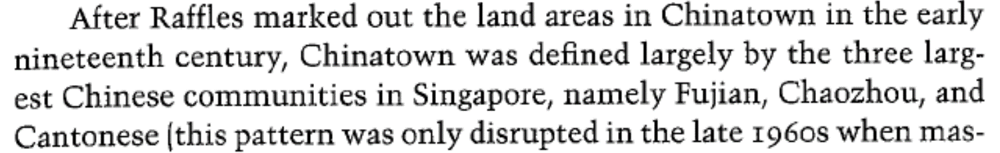 After Raffles marked out the land areas in Chinatown in the early
nineteenth century, Chinatown was defined largely by the three larg-
est Chinese communities in Singapore, namely Fujian, Chaozhou, and
Cantonese (this pattern was only disrupted in the late 1960s when mas-